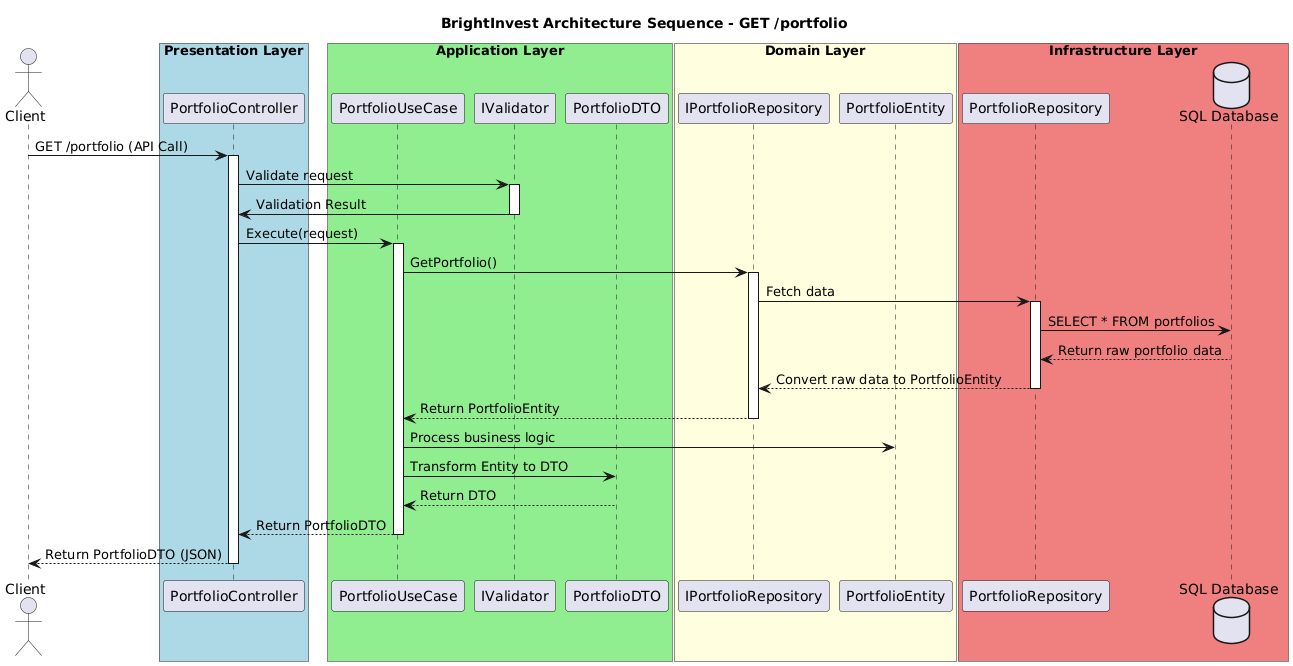 BrightInvest Architecture Sequence - GET /portfolio
Presentation Layer
Application Layer
Domain Layer
Infrastructure Layer
Client
PortfolioController
PortfolioUseCase
IValidator
PortfolioDTO
IPortfolioRepository
PortfolioEntity
PortfolioRepository
SQL Database
GET /portfolio (API Call)
Validate request
Validation Result
Execute(request)
GetPortfolio()
Fetch data
SELECT * FROM portfolios
Return raw portfolio data
Convert raw data to PortfolioEntity
Return PortfolioEntity
Process business logic
Transform Entity to DTO
Return DTO
Return PortfolioDTO
Return PortfolioDTO (JSON)
Client
PortfolioController
PortfolioUseCase
IValidator
PortfolioDTO
IPortfolioRepository
PortfolioEntity
PortfolioRepository
SQL Database